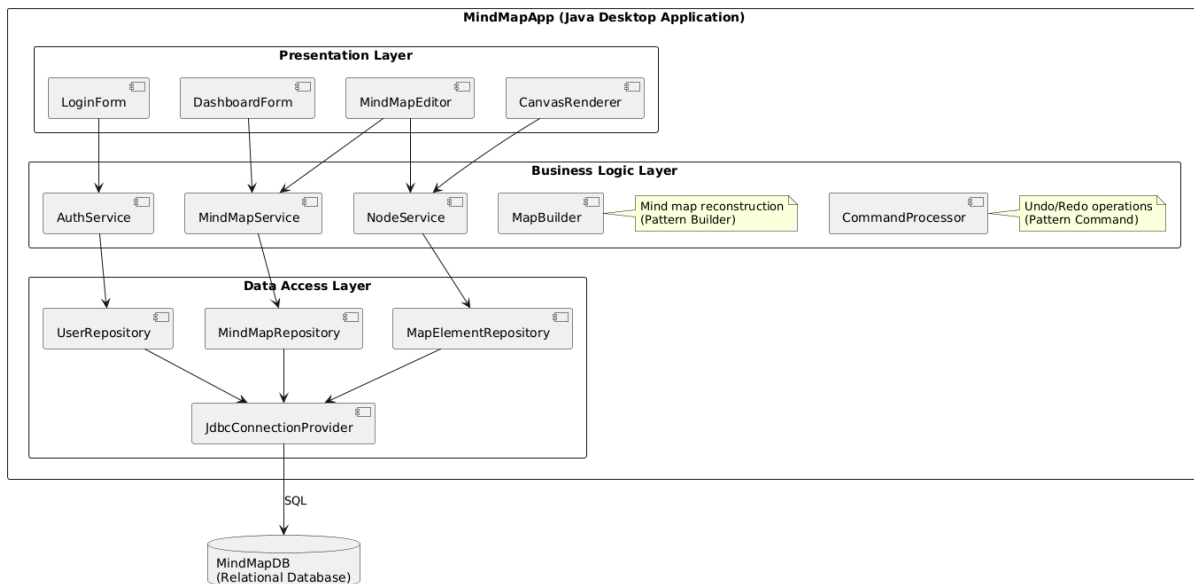 MindMapApp (Java Desktop Application)
Presentation Layer
LoginForm
DashboardForm
MindMapEditor
CanvasRenderer
Business Logic Layer
AuthService
MindMapService
NodeService
MapBuilder
Mind map reconstruction
(Pattern Builder)
CommandProcessor
Undo/Redo operations
(Pattern Command)
Data Access Layer
UserRepository
MindMapRepository
MapElementRepository
JdbcConnectionProvider
SQL
MindMapDB
(Relational Database)